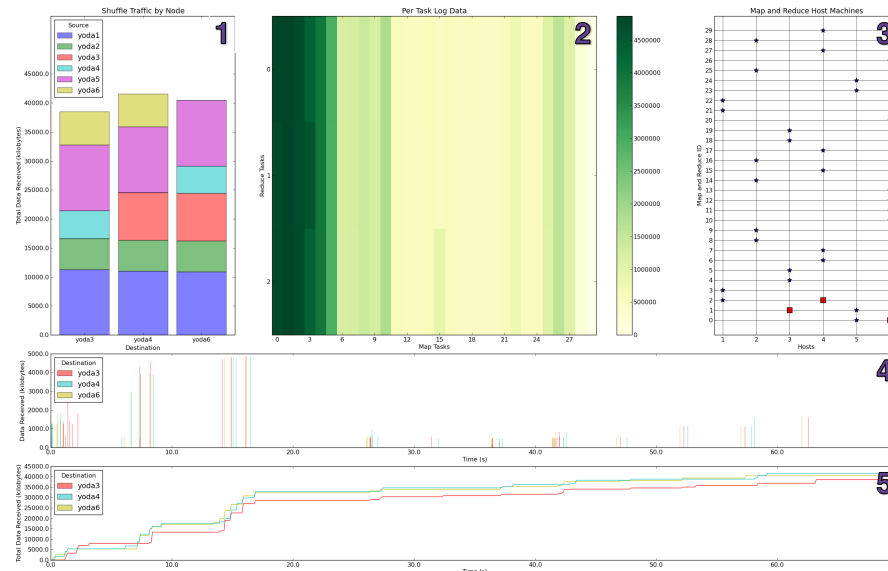 Shuffle Traffic by Node
1
Source
yoda1
yoda2
yoda3
yoda4
yoda5
yoda6
45000.0
40000.0
35000.0
30000.0
25000.0
20000.0
15000.0
10000.0
5000.0
0.0
Total Data Received (kilobytes)
yoda3 yoda4 yoda6
Destination
Per Task Log Data
2
0
1
2
Reduce Tasks
0 3 6 9 12 15 18 21 24 27
Map Tasks
4500000
4000000
3500000
3000000
2500000
2000000
1500000
1000000
500000
0
Map and Reduce Host Machines
3
29
28
27
26
25
24
23
22
21
20
19
18
17
16
15
14
13
12
11
10
9
8
7
6
5
4
3
2
1
0
Map and Reduce ID
1 2 3 4 5
Hosts
4
Destination
yoda3
yoda4
yoda6
5000.0
4000.0
3000.0
2000.0
1000.0
0.0
Data Received (kilobytes)
0.0 10.0 20.0 30.0 40.0 50.0 60.0
Time (s)
5
Destination
yoda3
yoda4
yoda6
45000.0
40000.0
35000.0
30000.0
25000.0
20000.0
15000.0
10000.0
5000.0
0.0
Total Data Received (kilobytes)
0.0 10.0 20.0 30.0 40.0 50.0 60.0
Time (s)